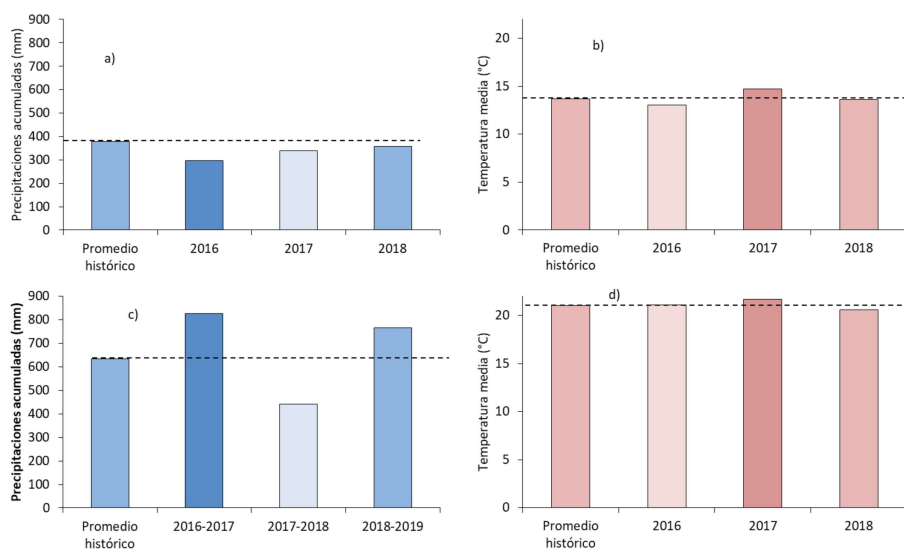 Precipitaciones acumuladas (mm)
900
800
700
600
500
400
300
200
100
0
a)
Promedio
histórico
2016
2017
2018
Temperatura media (°C)
20
15
10
5
0
b)
Promedio
histórico
2016
2017
2018
Precipitaciones acumuladas (mm)
900
800
700
600
500
400
300
200
100
0
c)
Promedio
histórico
2016-2017
2017-2018
2018-2019
Temperatura media (°C)
20
15
10
5
0
d)
Promedio
histórico
2016
2017
2018